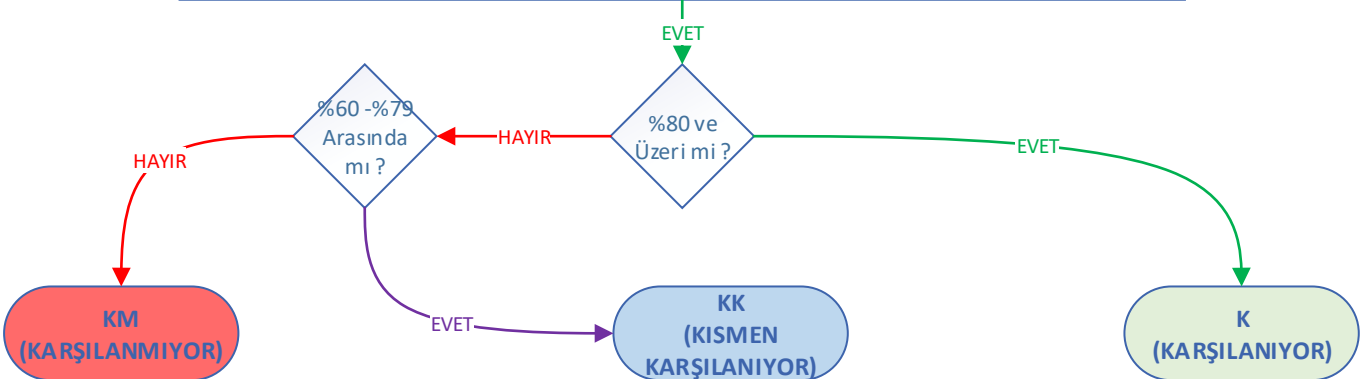 EVET
%60 -%79
Arasında
mı ?
HAYIR
%80 ve
Üzeri mi ?
EVET
HAYIR
EVET
KM
(KARŞILANMIYOR)
KK
(KISMEN
KARŞILANIYOR)
K
(KARŞILANIYOR)